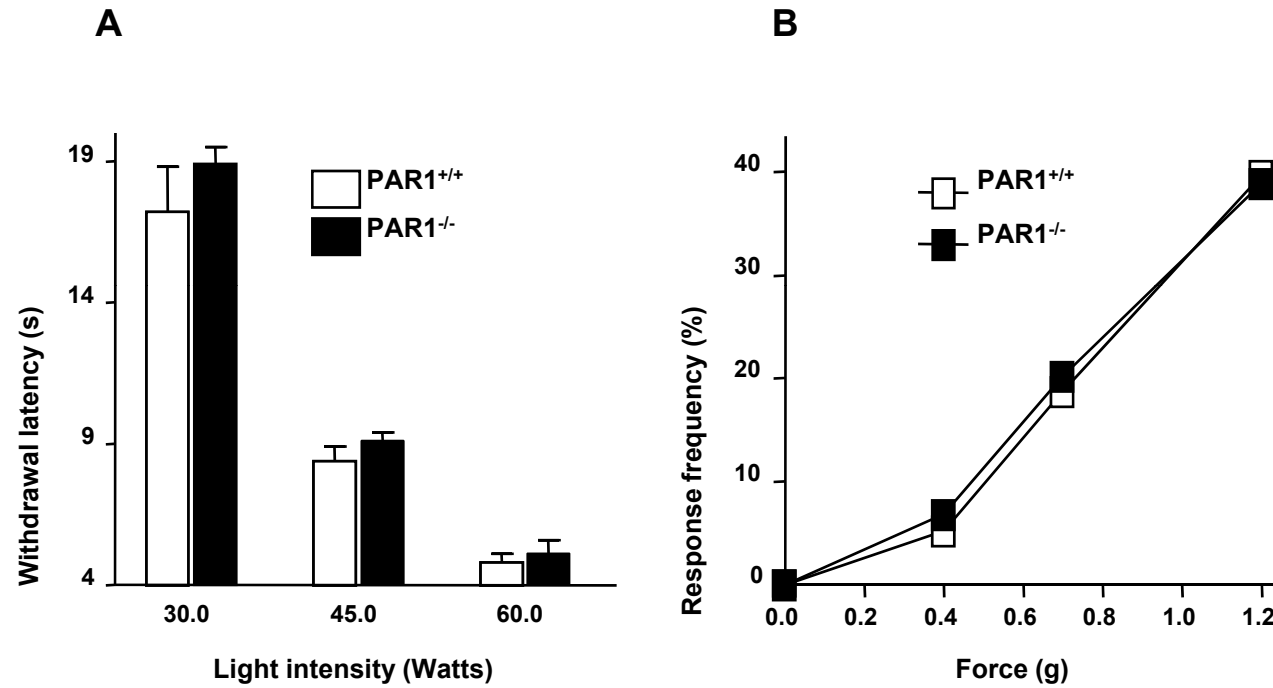 A
Withdrawal latency (s)
19
14
9
4
PAR1+/+
PAR1-/-
30.0 45.0 60.0
Light intensity (Watts)
B
Response frequency (%)
40
30
20
10
0
PAR1+/+
PAR1-/-
0.0 0.2 0.4 0.6 0.8 1.0 1.2
Force (g)